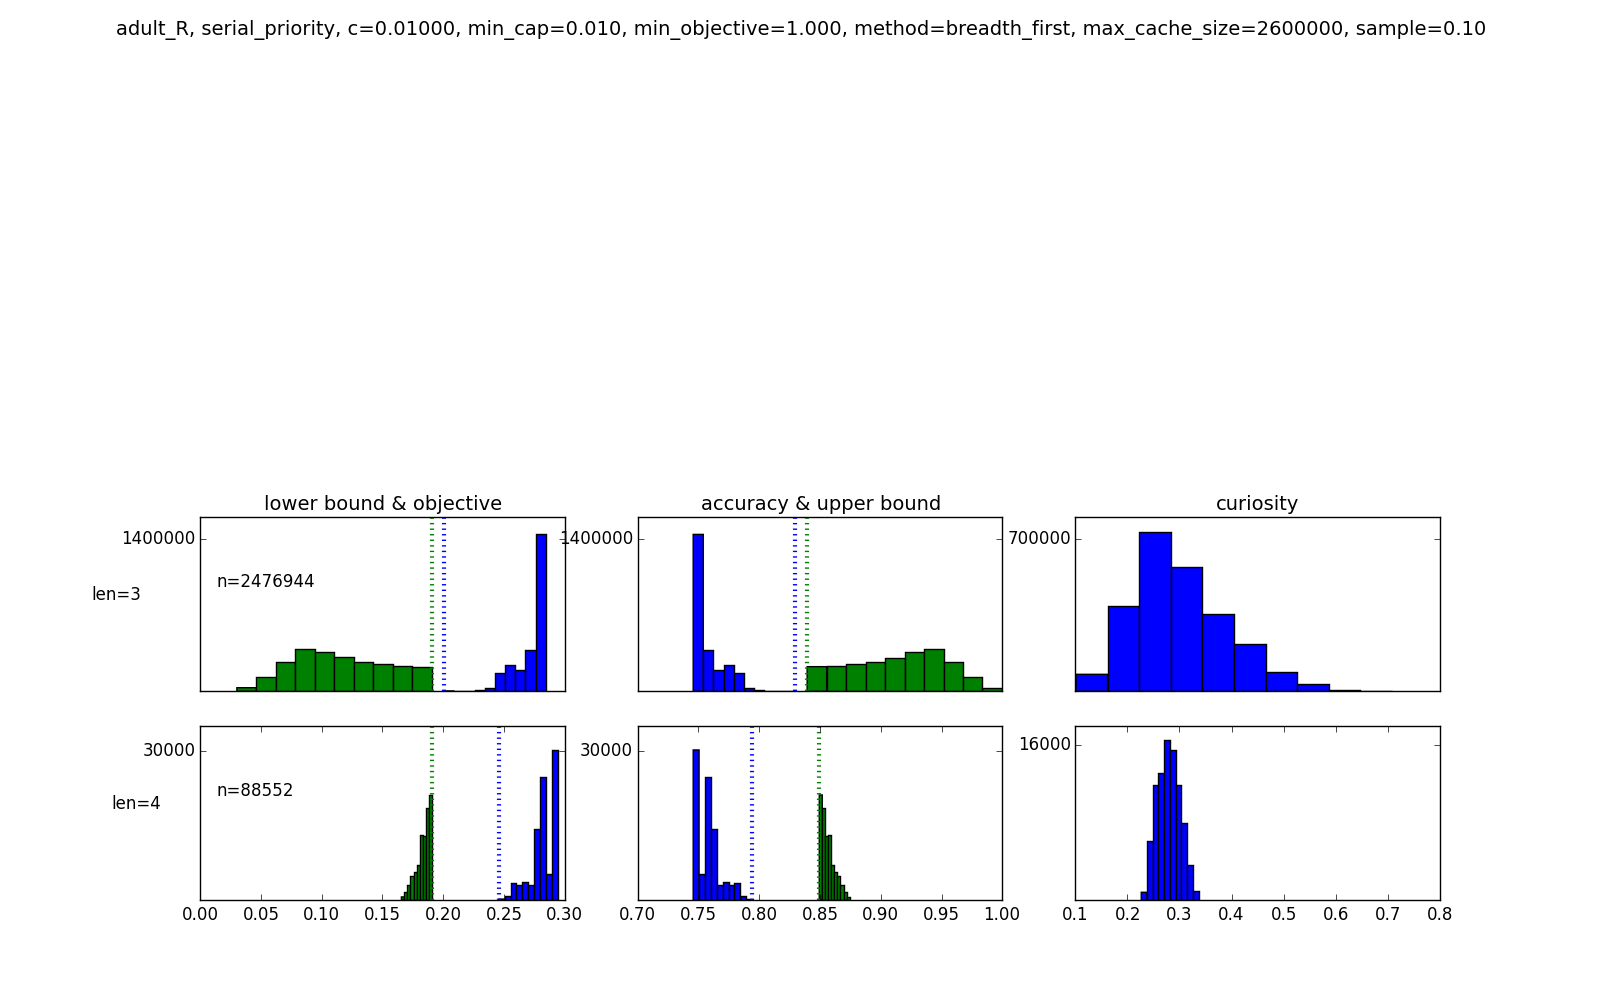 adult_R, serial_priority, c=0.01000, min_cap=0.010, min_objective=1.000, method=breadth_first, max_cache_size=2600000, sample=0.10
lower bound & objective
accuracy & upper bound
curiosity
1400000
1400000
700000
n=2476944
len=3
30000
30000
16000
n=88552
len=4
0.00 0.05 0.10 0.15 0.20 0.25 0.30
0.70 0.75 0.80 0.85 0.90 0.95 1.00
0.1 0.2 0.3 0.4 0.5 0.6 0.7 0.8